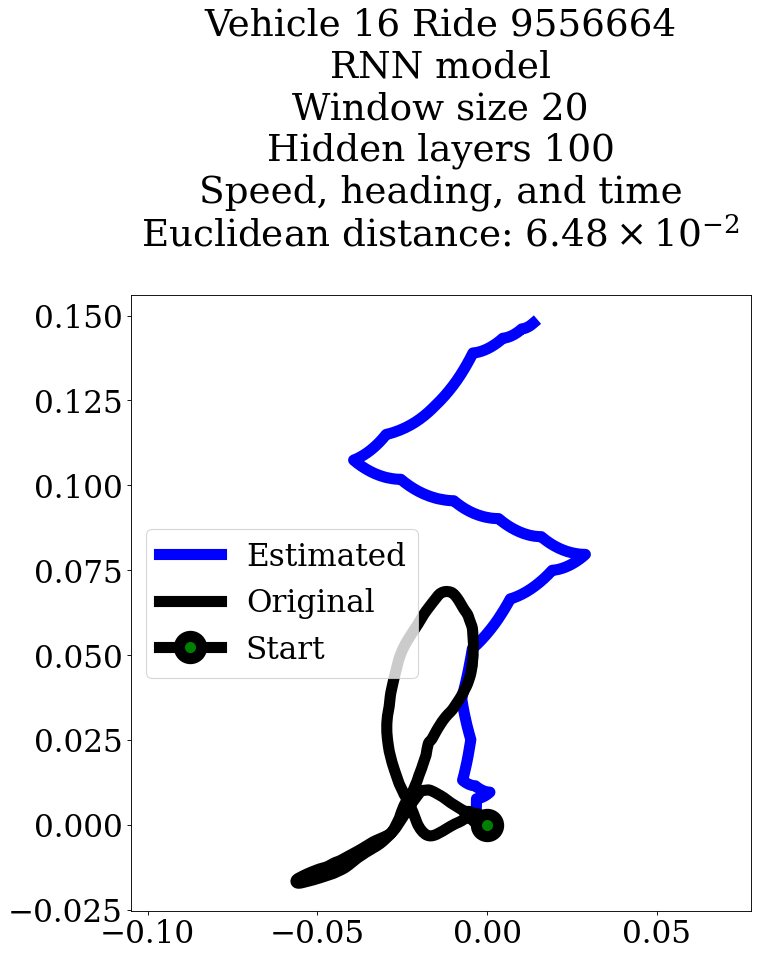 Vehicle 16 Ride 9556664
RNN model
Window size 20
Hidden layers 100
Speed, heading, and time
Euclidean distance: 6.48 × 10⁻²
0.150
0.125
0.100
0.075
0.050
0.025
0.000
−0.025
Estimated
Original
Start
−0.10
−0.05
0.00
0.05